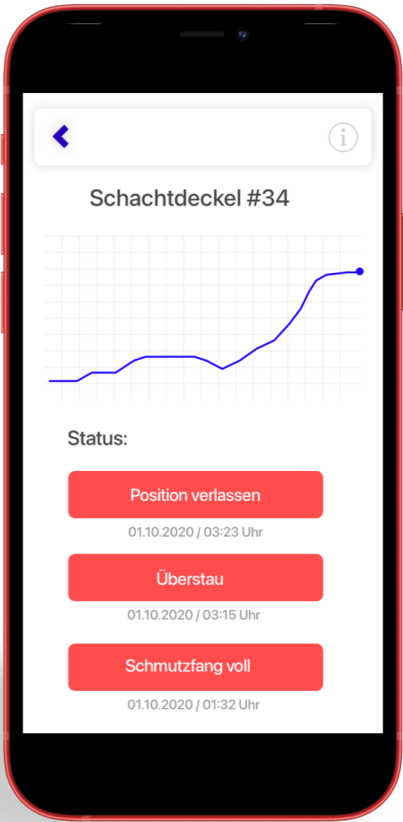 Schachtdeckel #34
Status:
Position verlassen
01.10.2020 / 03:23 Uhr
Überstau
01.10.2020 / 03:15 Uhr
Schmutzfang voll
01.10.2020 / 01:32 Uhr